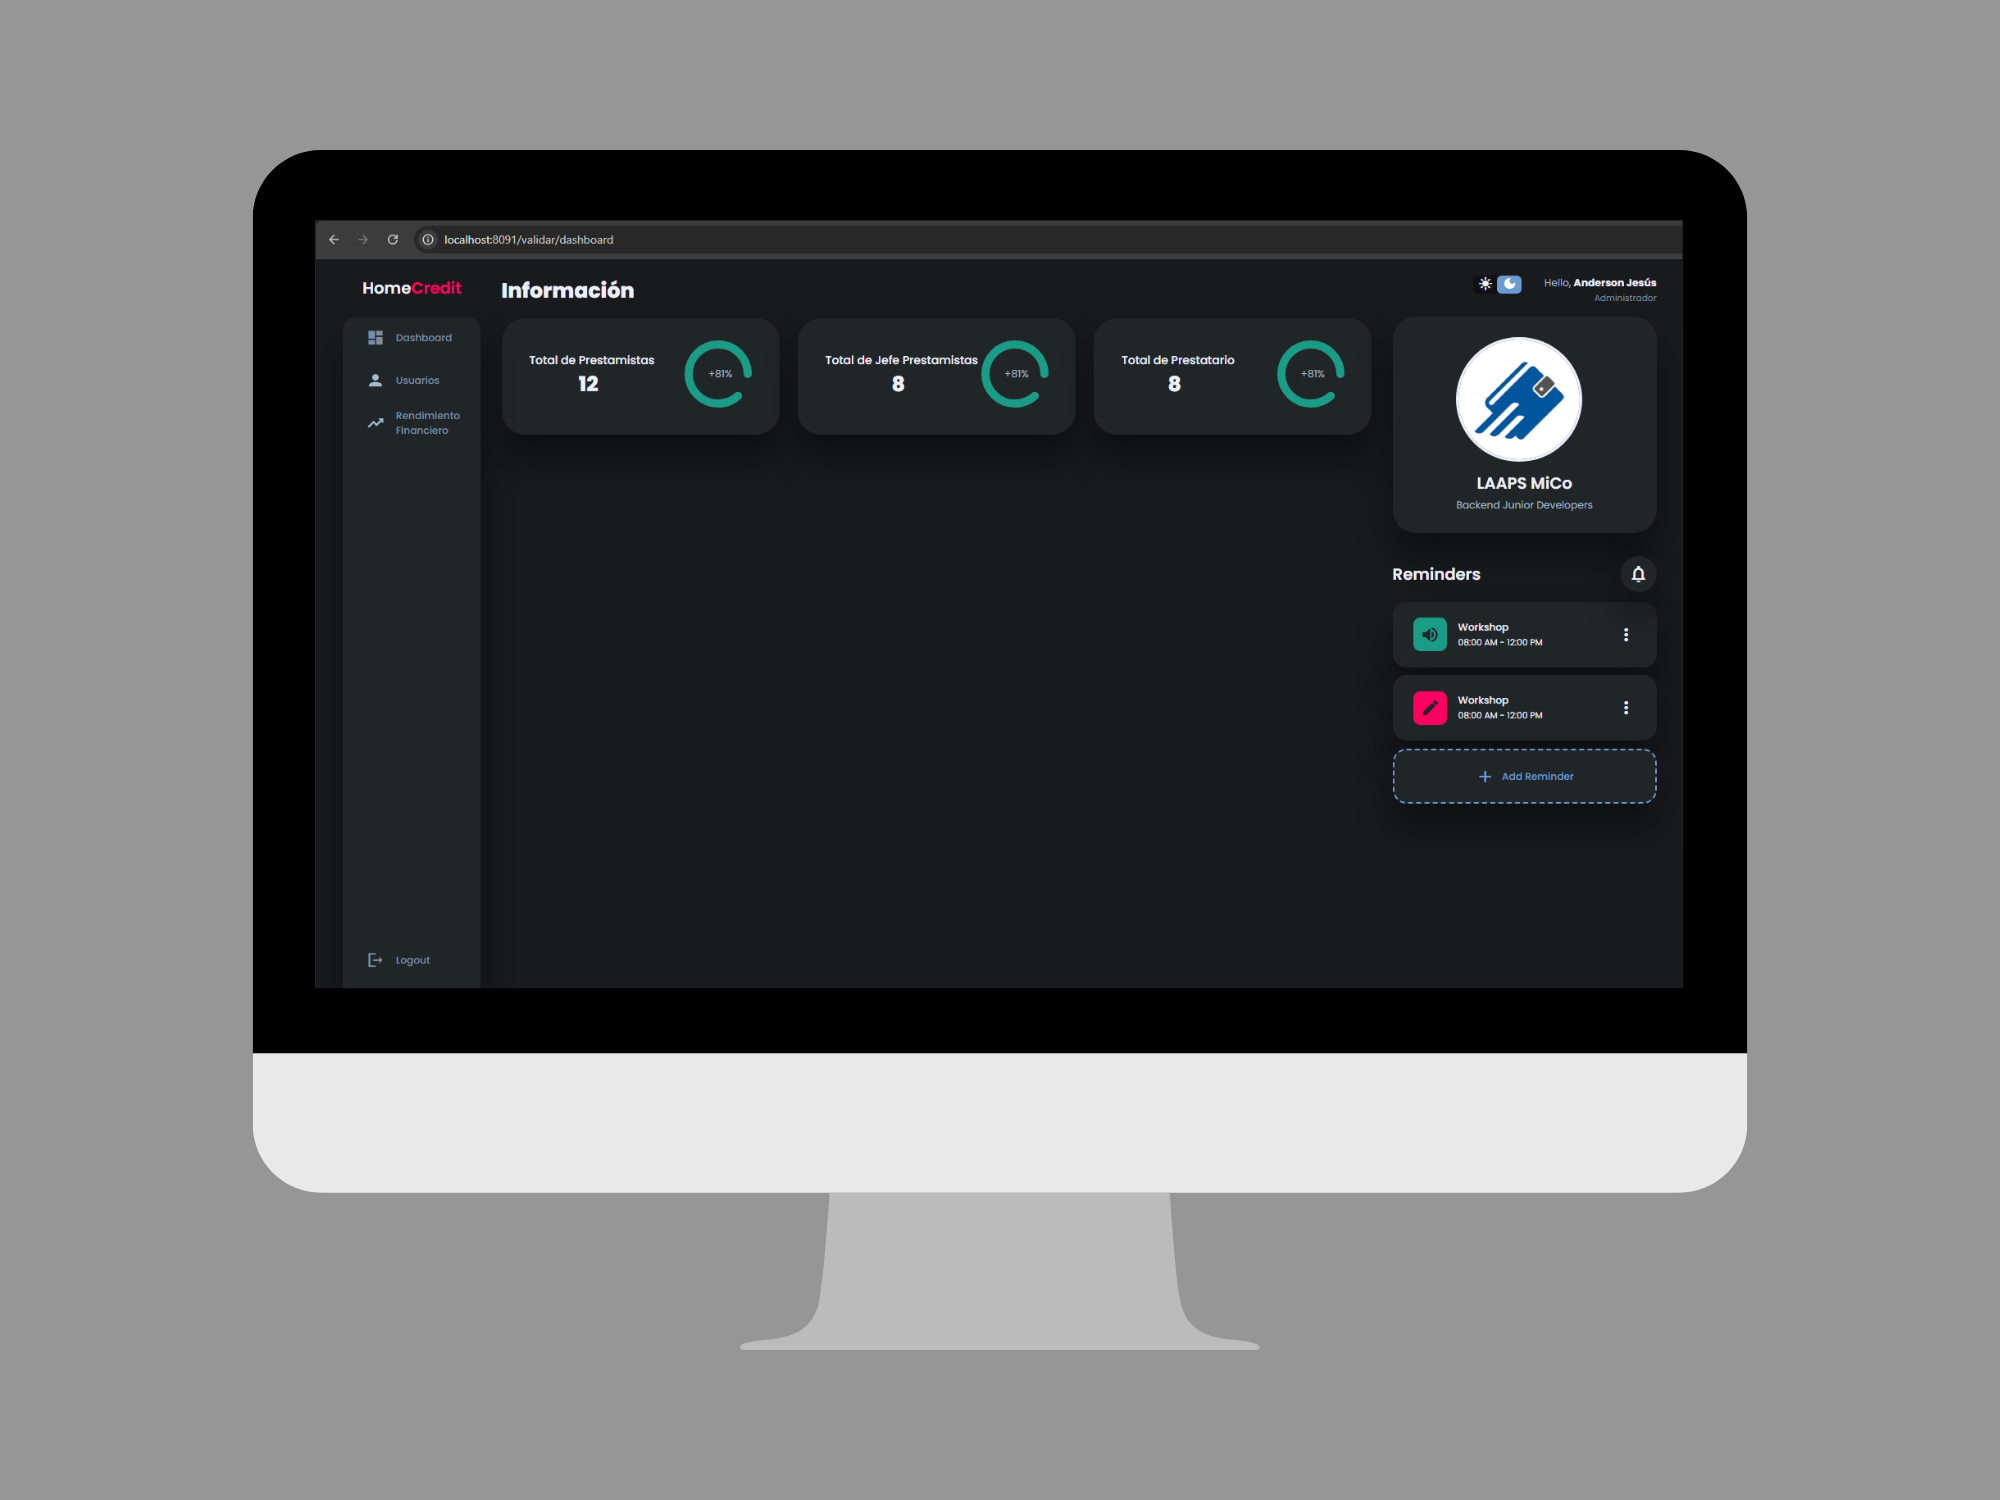 localhost:8091/validar/dashboard
HomeCredit
Dashboard
Usuarios
Rendimiento
Financiero
Logout
Información
Total de Prestamistas
12
+81%
Total de Jefe Prestamistas
8
+81%
Total de Prestatario
8
+81%
Hello, Anderson Jesús
Administrador
LAAPS MiCo
Backend Junior Developers
Reminders
Workshop
08:00 AM - 12:00 PM
Workshop
08:00 AM - 12:00 PM
Add Reminder